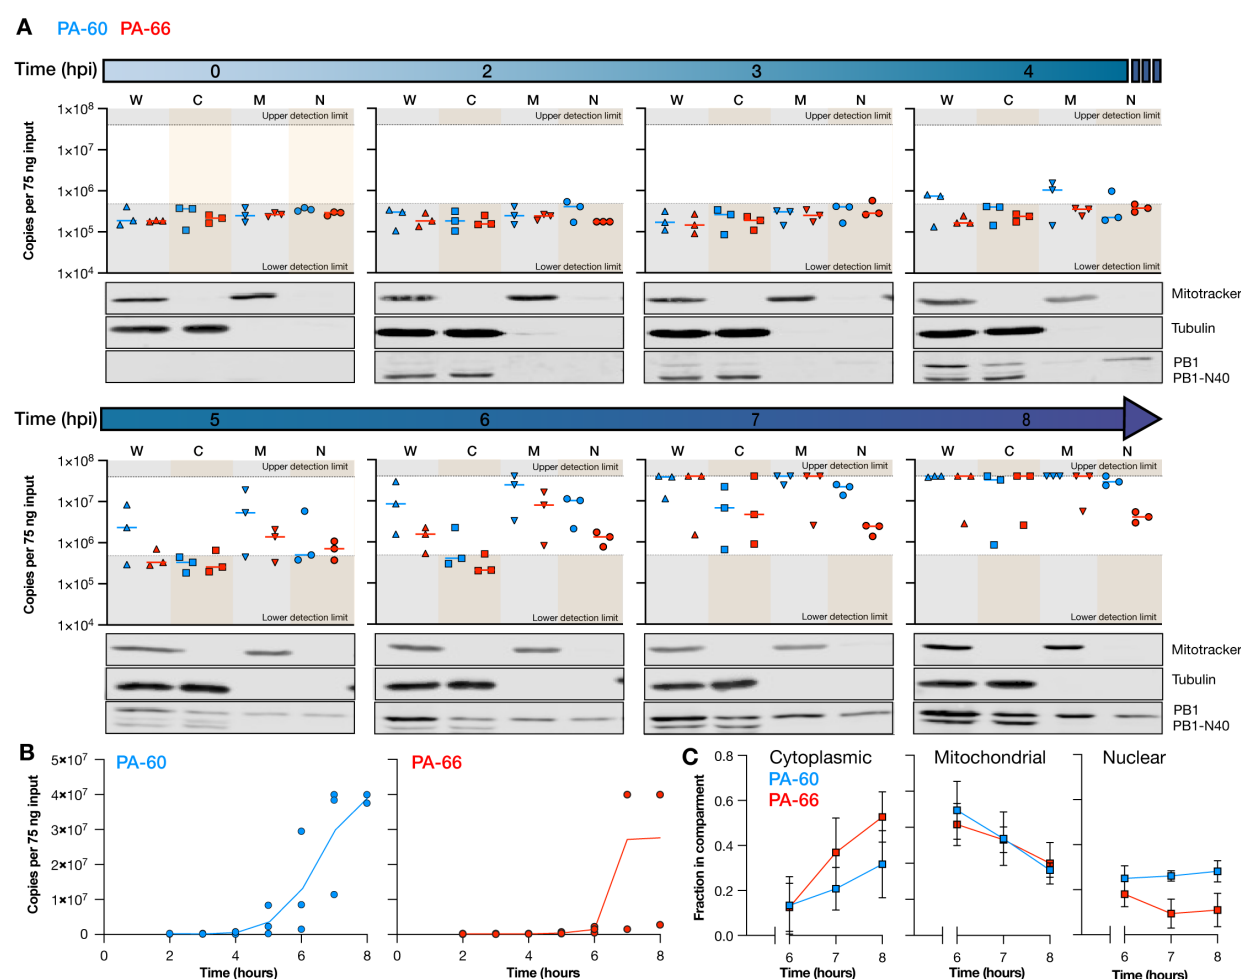 A
PA-60 PA-66
Time (hpi) 0 2 3 4
W C M N W C M N W C M N W C M N
Copies per 75 ng input
1×10⁸
1×10⁷
1×10⁶
1×10⁵
1×10⁴
Upper detection limit Upper detection limit Upper detection limit Upper detection limit
Lower detection limit Lower detection limit Lower detection limit Lower detection limit
Mitotracker
Tubulin
PB1
PB1-N40
Time (hpi) 5 6 7 8
W C M N W C M N W C M N W C M N
Copies per 75 ng input
1×10⁸
1×10⁷
1×10⁶
1×10⁵
1×10⁴
Upper detection limit Upper detection limit Upper detection limit Upper detection limit
Lower detection limit Lower detection limit Lower detection limit Lower detection limit
Mitotracker
Tubulin
PB1
PB1-N40
B
PA-60
PA-66
Copies per 75 ng input
5×10⁷
4×10⁷
3×10⁷
2×10⁷
1×10⁷
0
0 2 4 6 8
Time (hours)
0 2 4 6 8
Time (hours)
C
Cytoplasmic
PA-60
PA-66
Mitochondrial
Nuclear
Fraction in comparment
0.8
0.6
0.4
0.2
0.0
6 7 8
Time (hours)
6 7 8
Time (hours)
6 7 8
Time (hours)